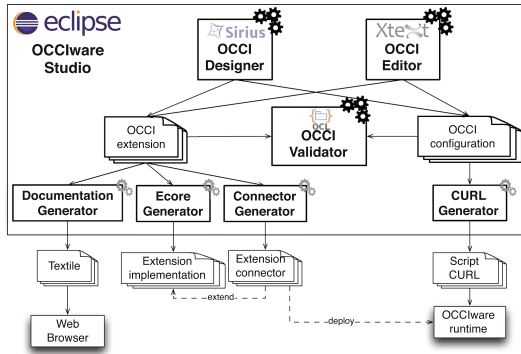 eclipse
OCCIware
Studio
Sirius
OCCI
Designer
Xtext
OCCI
Editor
OCCI
extension
OCL
OCCI
Validator
OCCI
configuration
Documentation
Generator
Ecore
Generator
Connector
Generator
CURL
Generator
Textile
Extension
implementation
Extension
connector
Script
CURL
extend
deploy
Web
Browser
OCCIware
runtime